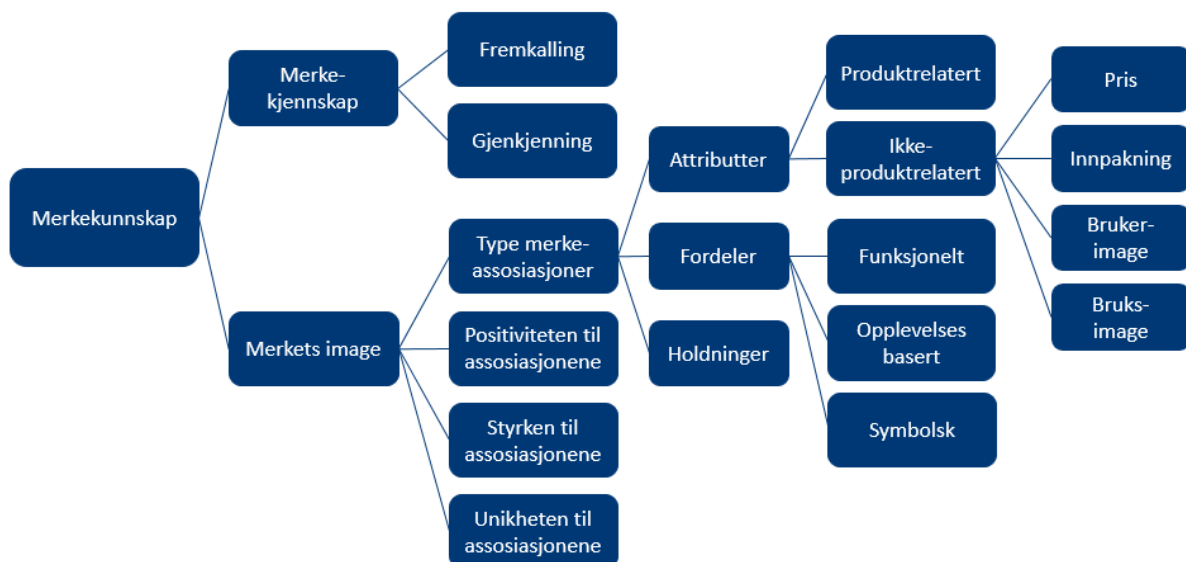 Merkekunnskap
Merke-
kjennskap
Merkets image
Fremkalling
Gjenkjenning
Type merke-
assosiasjoner
Positiviteten til
assosiasjonene
Styrken til
assosiasjonene
Unikheten til
assosiasjonene
Attributter
Fordeler
Holdninger
Produktrelatert
Ikke-
produktrelatert
Funksjonelt
Opplevelses
basert
Symbolsk
Pris
Innpakning
Bruker-
image
Bruks-
image